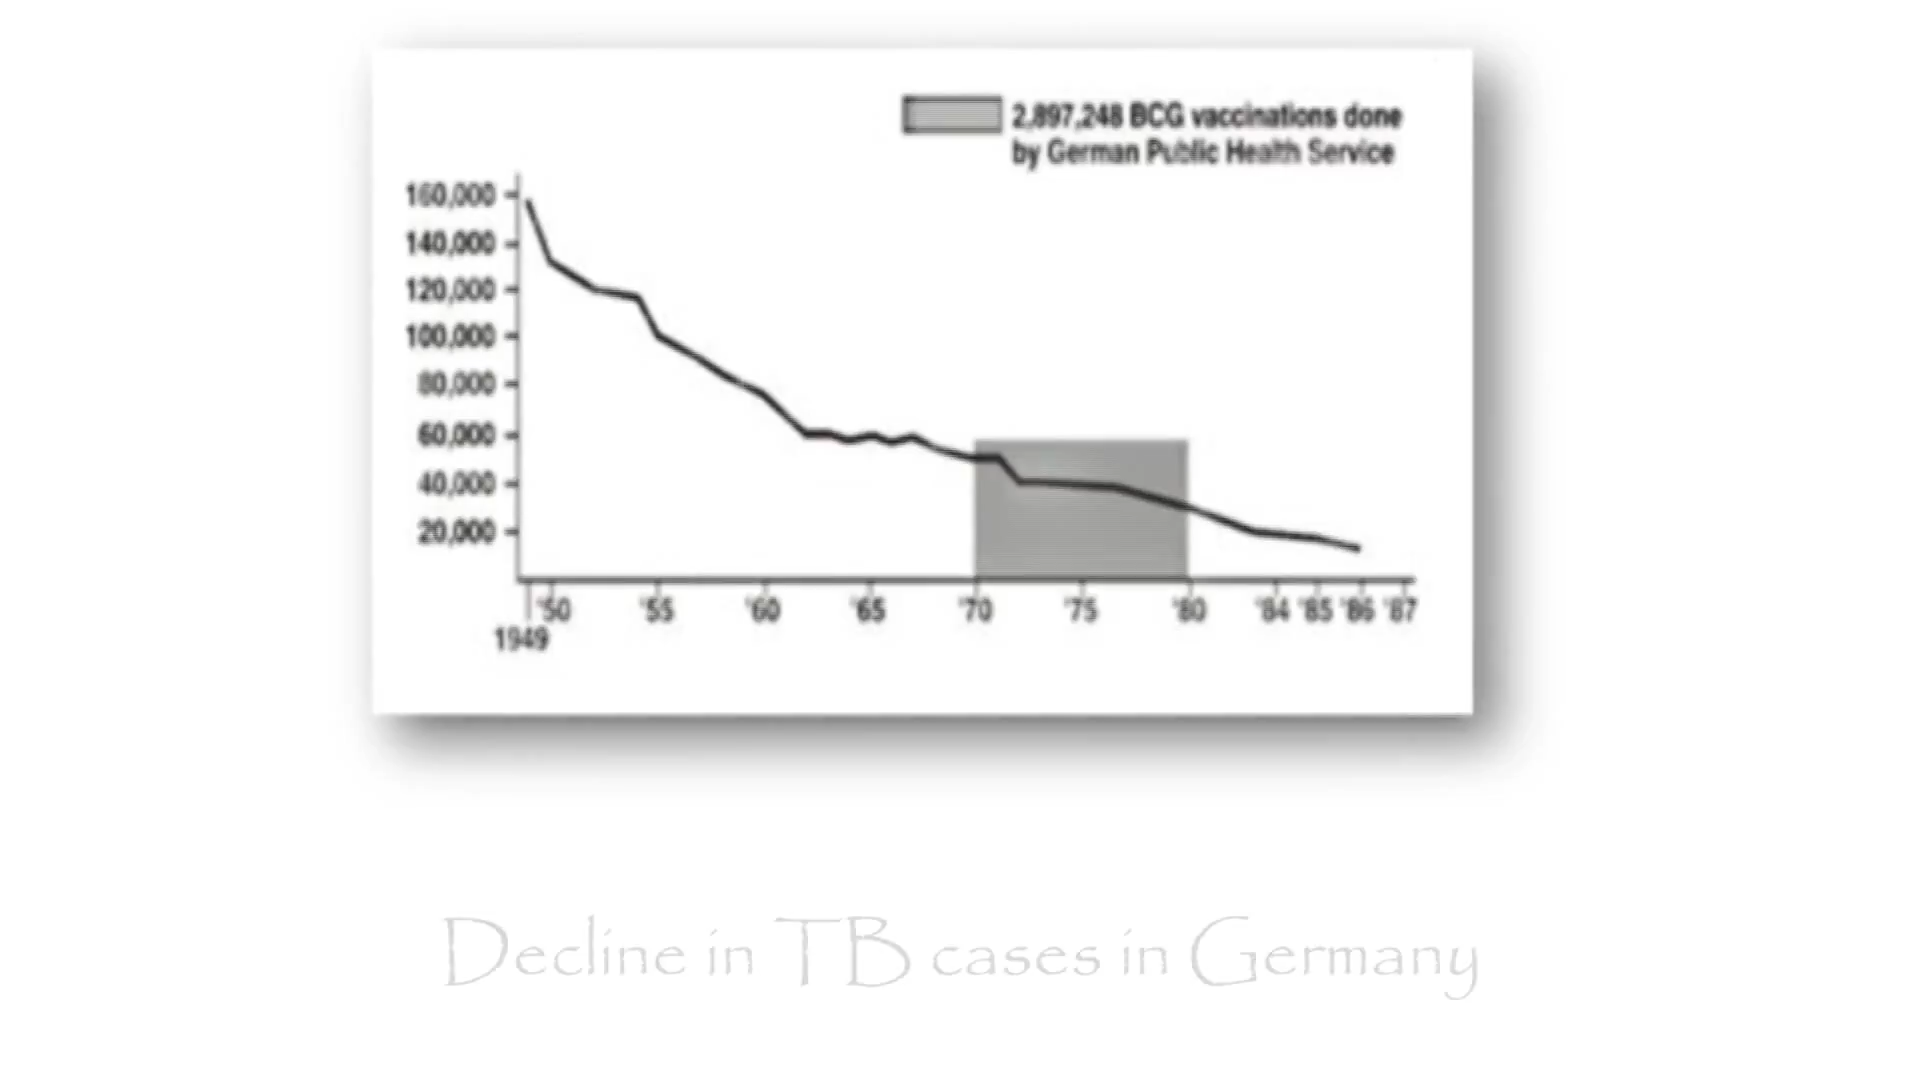 2,897,248 BCG vaccinations done
by German Public Health Service
160,000
140,000
120,000
100,000
80,000
60,000
40,000
20,000
'50 '55 '60 '65 '70 '75 '80 '84 '85 '86 '87
1949
Decline in TB cases in Germany